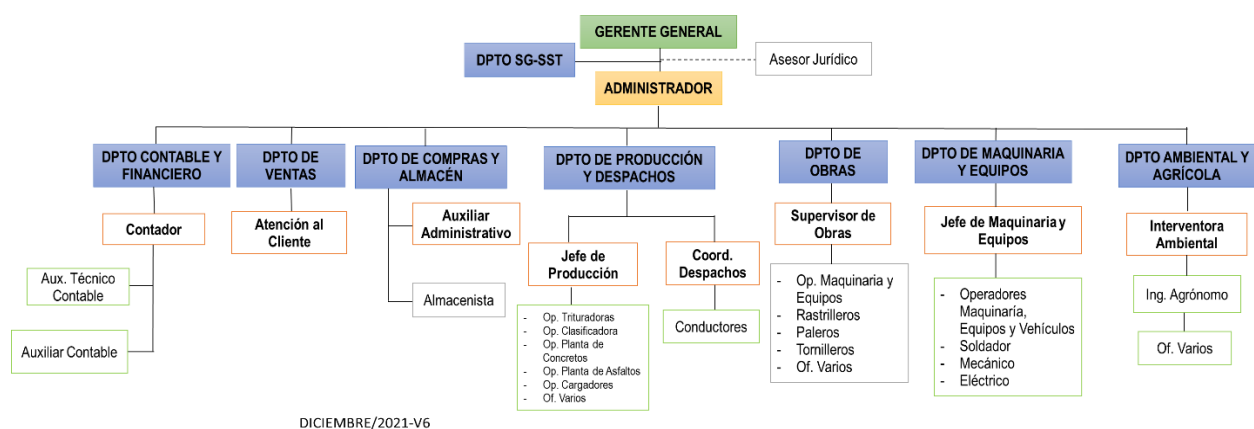 GERENTE GENERAL
DPTO SG-SST
Asesor Jurídico
ADMINISTRADOR
DPTO CONTABLE Y
FINANCIERO
Contador
Aux. Técnico
Contable
Auxiliar Contable
DPTO DE
VENTAS
Atención al
Cliente
DPTO DE COMPRAS Y
ALMACÉN
Auxiliar
Administrativo
Almacenista
DPTO DE PRODUCCIÓN
Y DESPACHOS
Jefe de
Producción
- Op. Trituradoras
- Op. Clasificadora
- Op. Planta de
Concretos
- Op. Planta de Asfaltos
- Op. Cargadores
- Of. Varios
Coord.
Despachos
Conductores
DPTO DE
OBRAS
Supervisor de
Obras
- Op. Maquinaria y
Equipos
- Rastrilleros
- Paleros
- Tornilleros
- Of. Varios
DPTO DE MAQUINARIA
Y EQUIPOS
Jefe de Maquinaria y
Equipos
- Operadores
Maquinaría,
Equipos y Vehículos
- Soldador
- Mecánico
- Eléctrico
DPTO AMBIENTAL Y
AGRÍCOLA
Interventora
Ambiental
Ing. Agrónomo
Of. Varios
DICIEMBRE/2021-V6